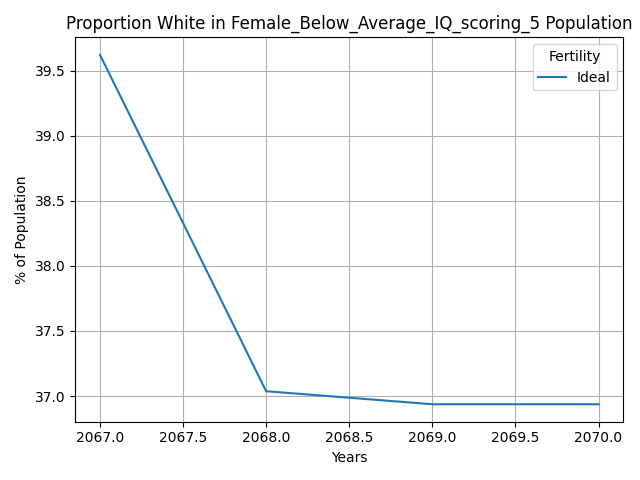 Proportion White in Female_Below_Average_IQ_scoring_5 Population
Fertility
Ideal
39.5
39.0
38.5
38.0
37.5
37.0
% of Population
2067.0 2067.5 2068.0 2068.5 2069.0 2069.5 2070.0
Years